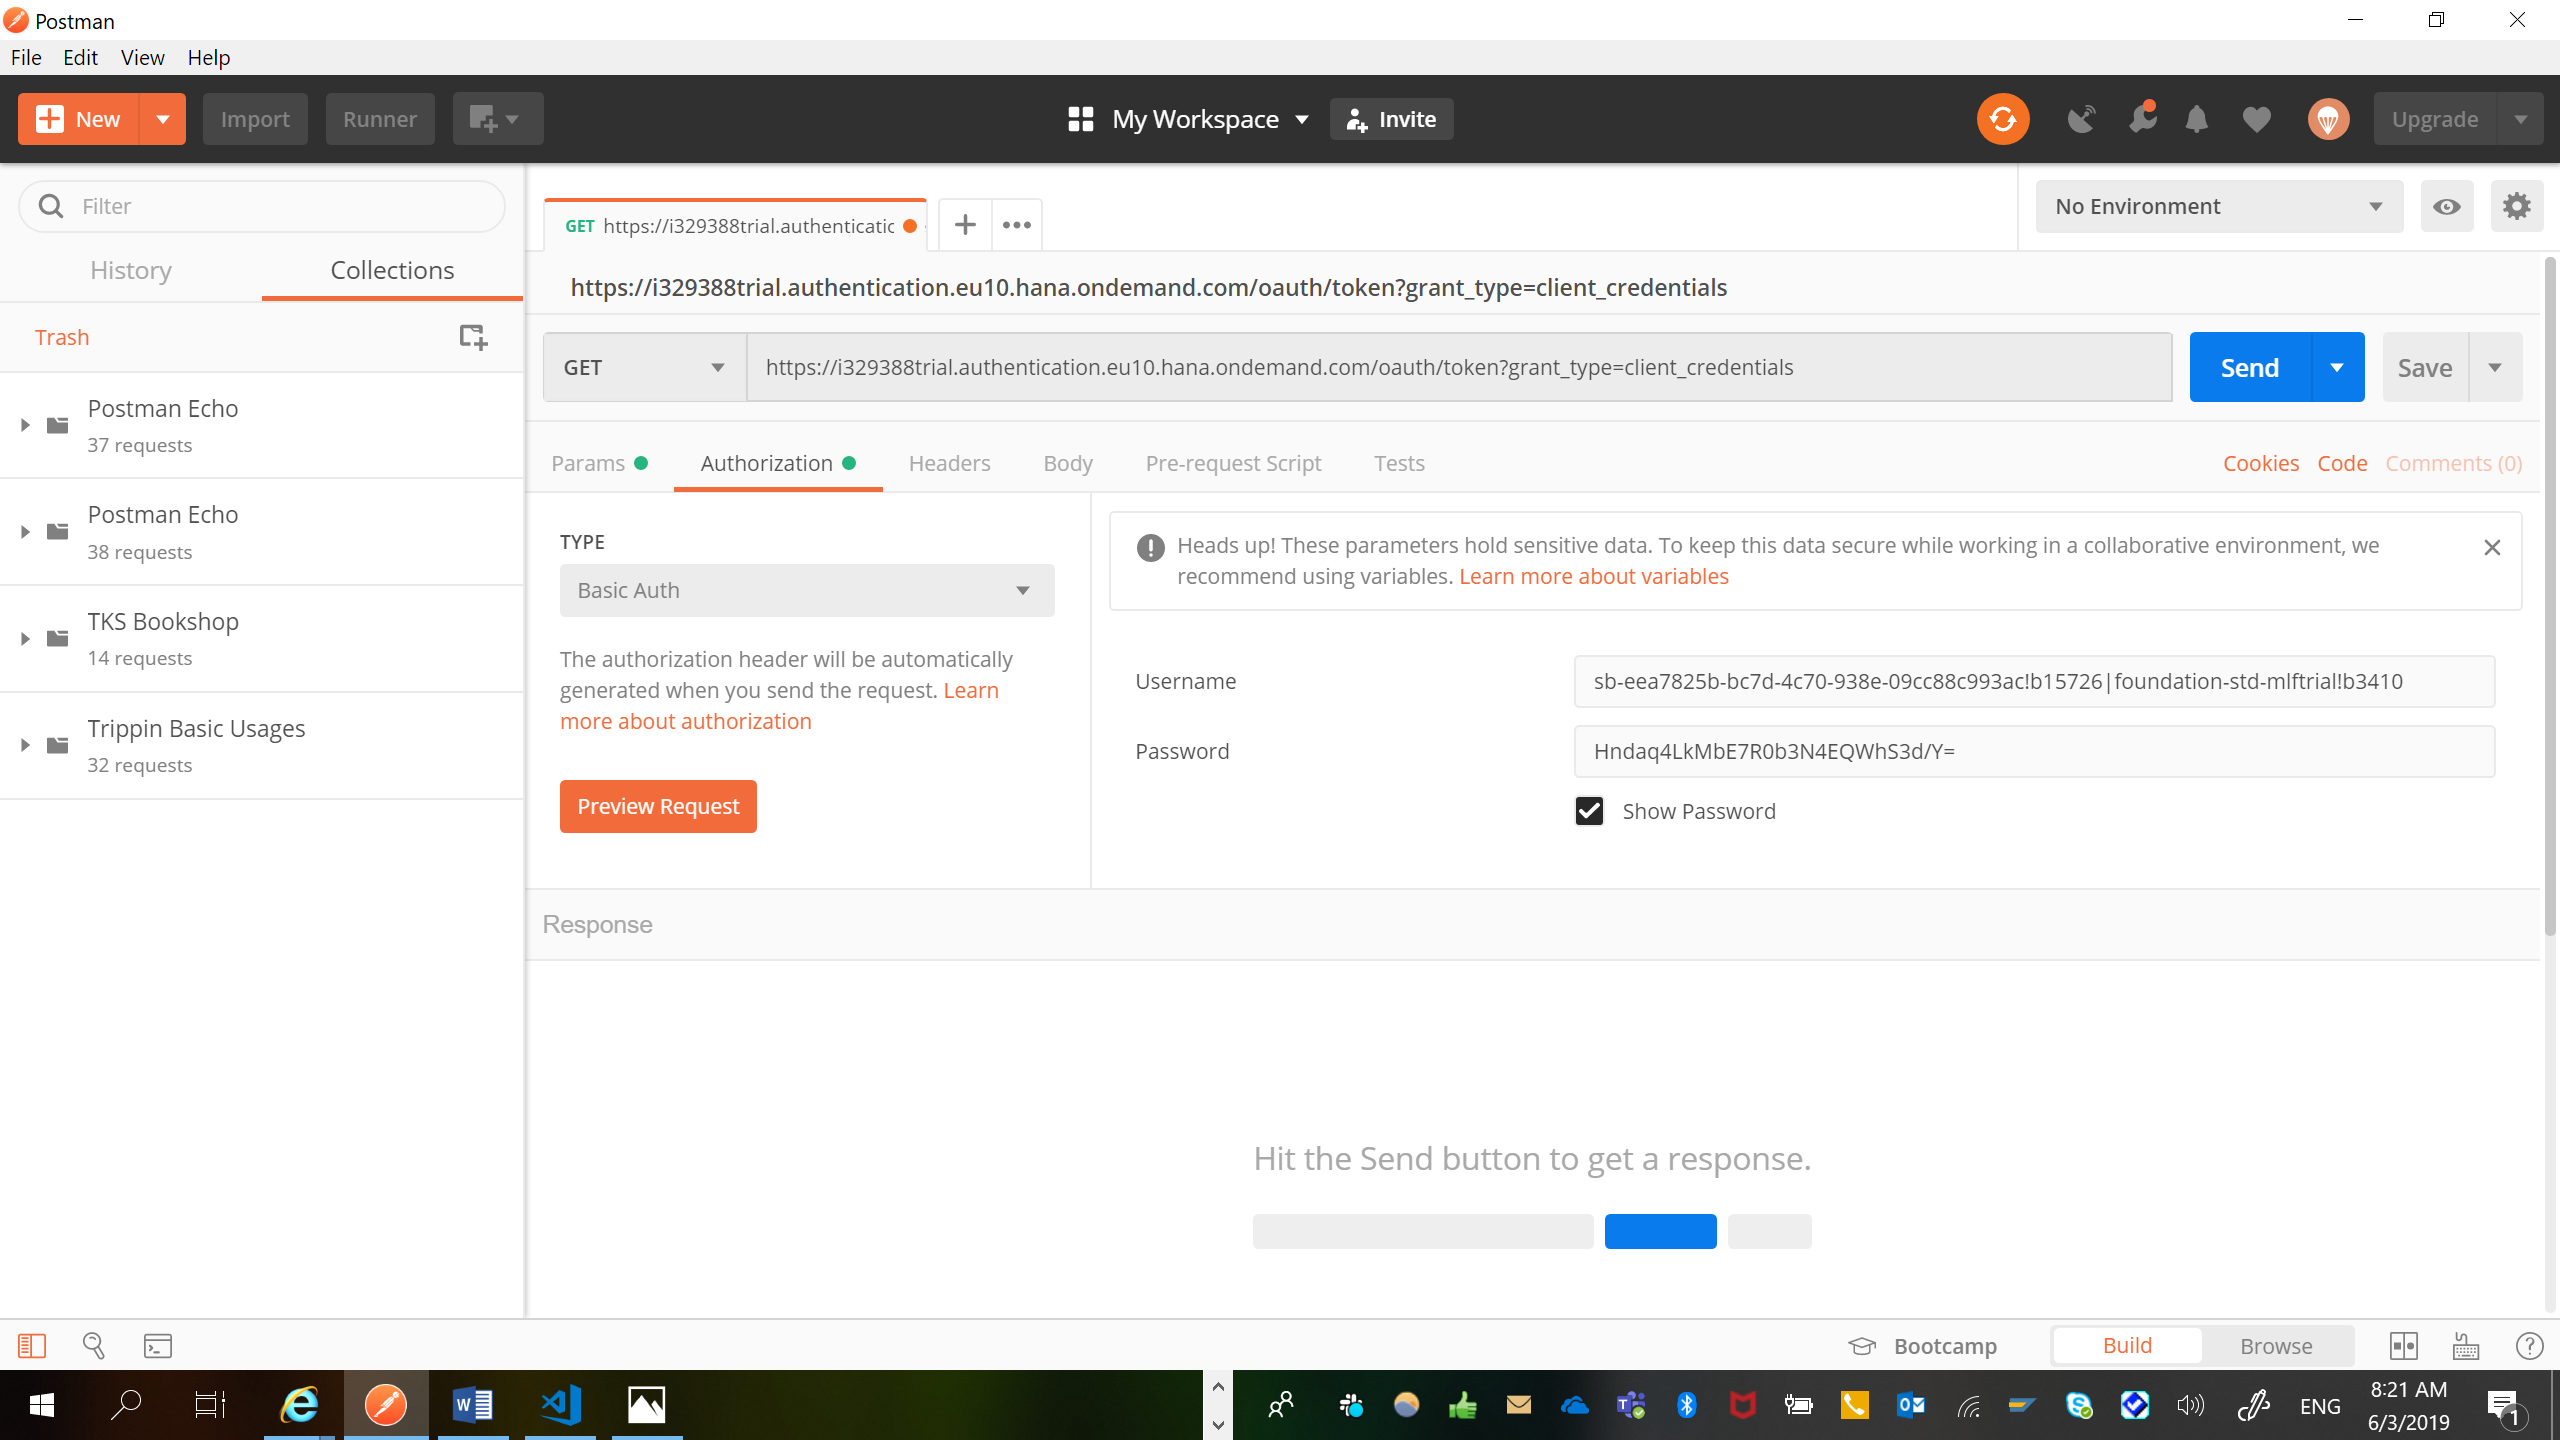 Postman
File Edit View Help
New Import Runner My Workspace Invite Upgrade
Filter
History Collections
Trash
Postman Echo
37 requests
Postman Echo
38 requests
TKS Bookshop
14 requests
Trippin Basic Usages
32 requests
GET https://i329388trial.authenticatic
No Environment
https://i329388trial.authentication.eu10.hana.ondemand.com/oauth/token?grant_type=client_credentials
GET https://i329388trial.authentication.eu10.hana.ondemand.com/oauth/token?grant_type=client_credentials Send Save
Params Authorization Headers Body Pre-request Script Tests Cookies Code Comments (0)
TYPE
Basic Auth
The authorization header will be automatically
generated when you send the request. Learn
more about authorization
Preview Request
Heads up! These parameters hold sensitive data. To keep this data secure while working in a collaborative environment, we
recommend using variables. Learn more about variables
Username sb-eea7825b-bc7d-4c70-938e-09cc88c993ac!b15726|foundation-std-mlftrial!b3410
Password Hndaq4LkMbE7R0b3N4EQWhS3d/Y=
Show Password
Response
Hit the Send button to get a response.
Bootcamp Build Browse
ENG
8:21 AM
6/3/2019
1